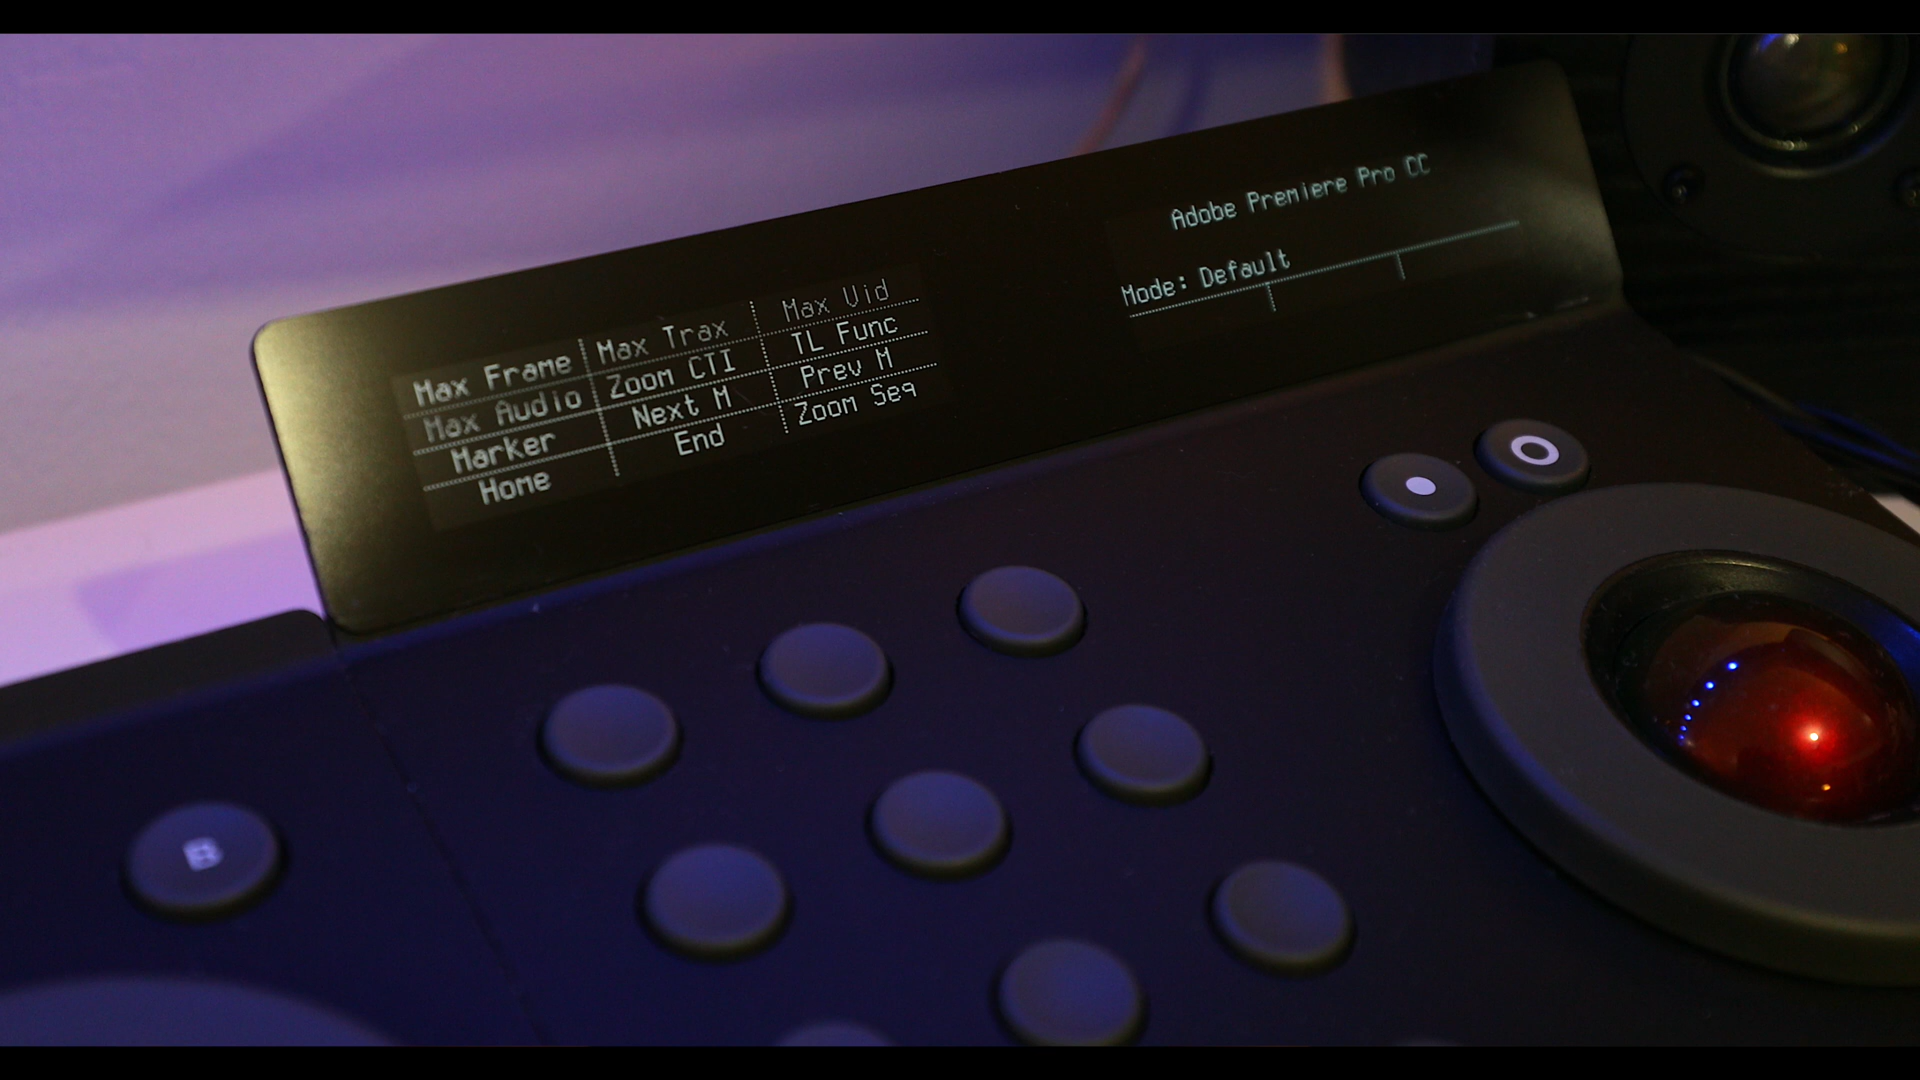 Max Frame Max Trax Max Vid
Max Audio Zoom CTI TL Func
Marker Next M Prev M
Home End Zoom Seq
Adobe Premiere Pro CC
Mode: Default
B